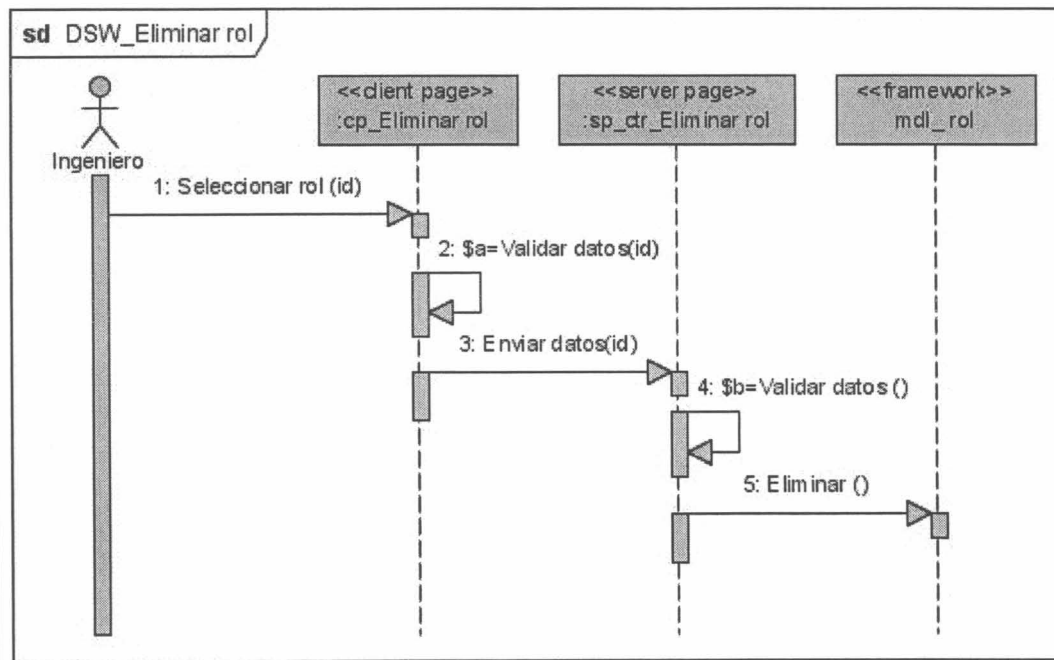 sd DSW_Eliminar rol
Ingeniero
<<client page>>
:cp_Eliminar rol
<<server page>>
:sp_ctr_Eliminar rol
<<framework>>
mdl_rol
1: Seleccionar rol (id)
2: $a=Validar datos(id)
3: Enviar datos(id)
4: $b=Validar datos ()
5: Eliminar ()